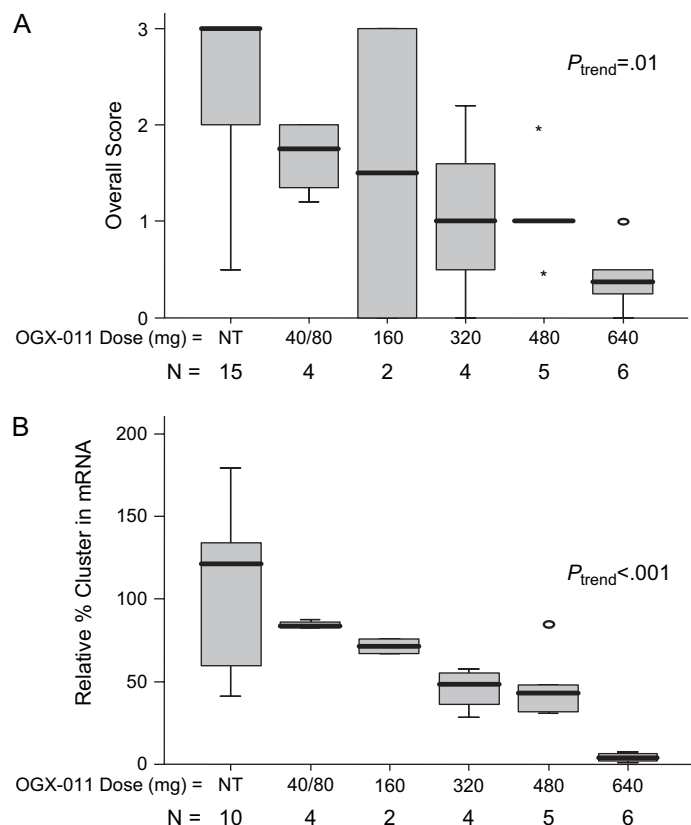 A
Overall Score
3
2
1
0
P trend=.01
*
*
OGX-011 Dose (mg) = NT 40/80 160 320 480 640
N = 15 4 2 4 5 6
B
Relative % Cluster in mRNA
200
150
100
50
0
P trend<.001
OGX-011 Dose (mg) = NT 40/80 160 320 480 640
N = 10 4 2 4 5 6